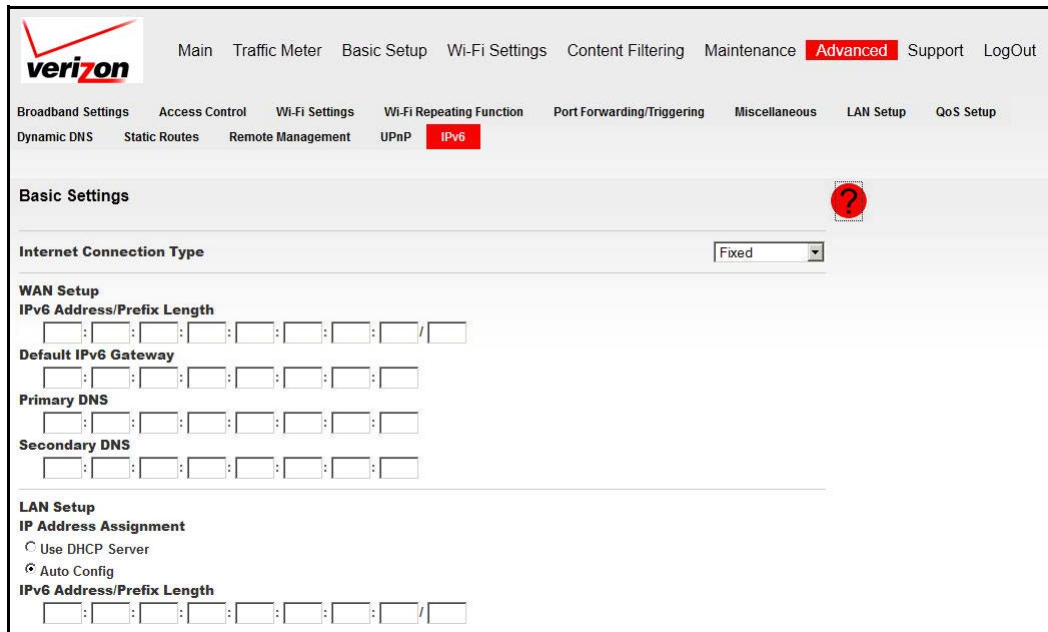 verizon
Main Traffic Meter Basic Setup Wi-Fi Settings Content Filtering Maintenance Advanced Support LogOut
Broadband Settings Access Control Wi-Fi Settings Wi-Fi Repeating Function Port Forwarding/Triggering Miscellaneous LAN Setup QoS Setup
Dynamic DNS Static Routes Remote Management UPnP IPv6
Basic Settings ?
Internet Connection Type Fixed
WAN Setup
IPv6 Address/Prefix Length
: : : : : : : /
Default IPv6 Gateway
: : : : : : :
Primary DNS
: : : : : : :
Secondary DNS
: : : : : : :
LAN Setup
IP Address Assignment
Use DHCP Server
Auto Config
IPv6 Address/Prefix Length
: : : : : : : /